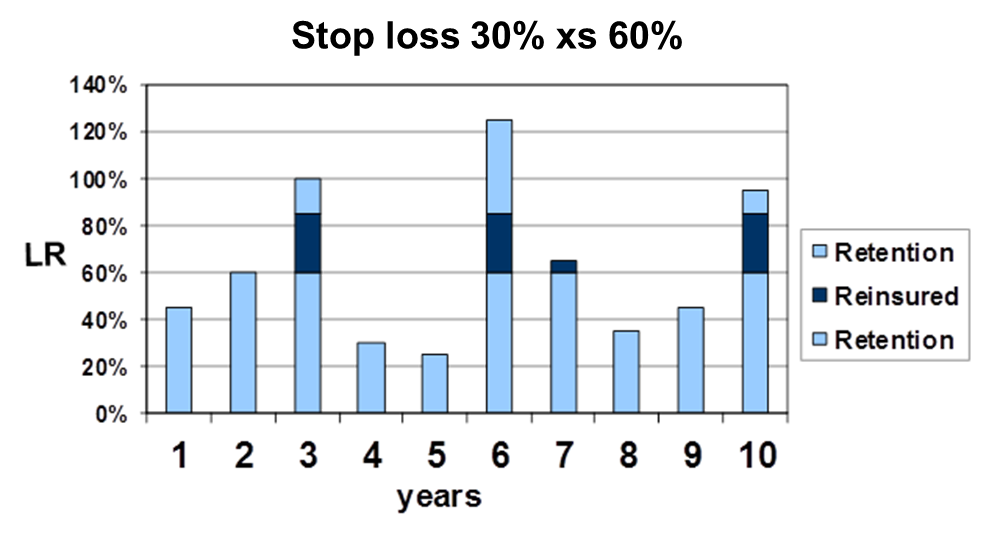 Stop loss 30% xs 60%
140%
120%
100%
80%
60%
40%
20%
0%
LR
1 2 3 4 5 6 7 8 9 10
years
Retention
Reinsured
Retention